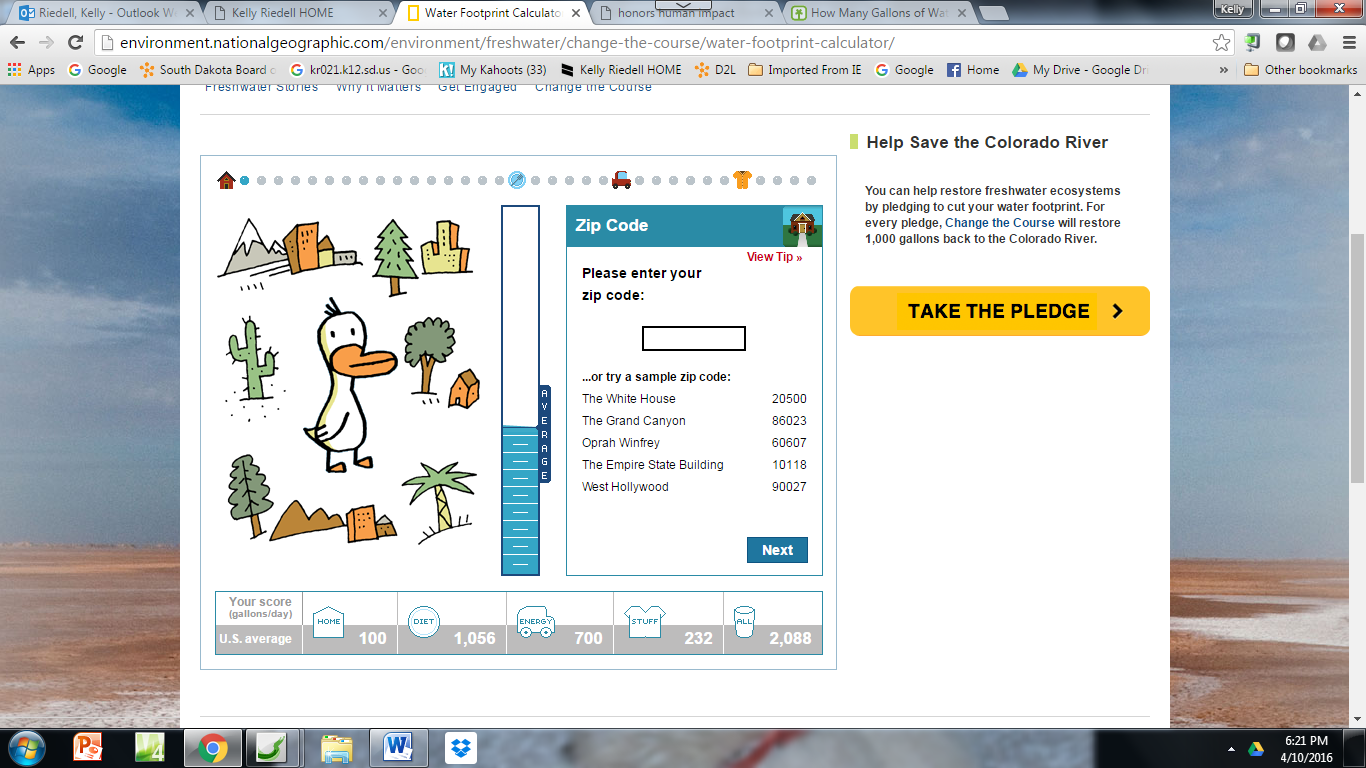 Riedell, Kelly - Outlook W
Kelly Riedell HOME
Water Footprint Calculato
honors human impact
How Many Gallons of Wat
Kelly
environment.nationalgeographic.com/environment/freshwater/change-the-course/water-footprint-calculator/
Apps
Google
South Dakota Board o
kr021.k12.sd.us - Goo
My Kahoots (33)
Kelly Riedell HOME
D2L
Imported From IE
Google
Home
My Drive - Google Dri
»
Other bookmarks
Freshwater Stories
Why It Matters
Get Engaged
Change the Course
Help Save the Colorado River
You can help restore freshwater ecosystems
by pledging to cut your water footprint. For
every pledge, Change the Course will restore
1,000 gallons back to the Colorado River.
TAKE THE PLEDGE
Zip Code
View Tip »
Please enter your
zip code:
...or try a sample zip code:
The White House 20500
The Grand Canyon 86023
Oprah Winfrey 60607
The Empire State Building 10118
West Hollywood 90027
Next
AVERAGE
Your score
(gallons/day)
HOME
DIET
ENERGY
STUFF
ALL
U.S. average 100 1,056 700 232 2,088
6:21 PM
4/10/2016